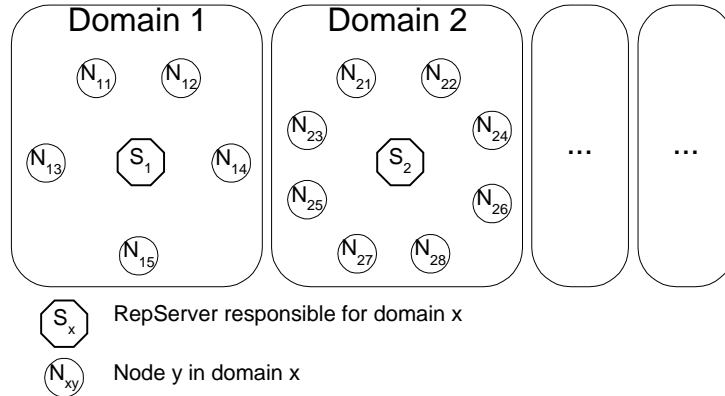 Domain 1 Domain 2
N11 N12 N21 N22
N23 N24
N13 S1 N14 S2 ... ...
N25 N26
N15 N27 N28
Sx RepServer responsible for domain x
Nxy Node y in domain x